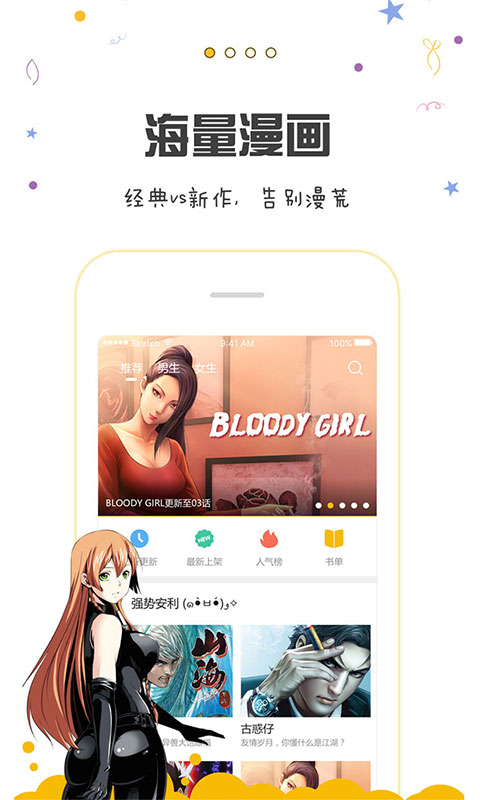 海量漫画
经典vs新作, 告别漫荒
Sketch 9:41 AM 100%
推荐 男生 女生
BLOODY GIRL
BLOODY GIRL更新至03话
更新 最新上架 人气榜 书单
NEW
强势安利 (๑•̀ㅂ•́)و✧
山海
古惑仔
友情岁月，你懂什么是江湖？